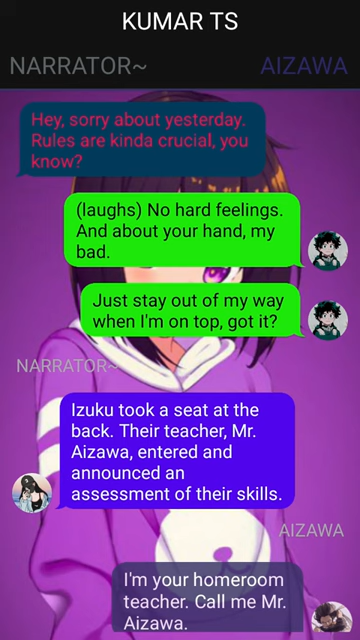 KUMAR TS
NARRATOR~
AIZAWA
Hey, sorry about yesterday.
Rules are kinda crucial, you
know?
(laughs) No hard feelings.
And about your hand, my
bad.
Just stay out of my way
when I'm on top, got it?
NARRATOR~
Izuku took a seat at the
back. Their teacher, Mr.
Aizawa, entered and
announced an
assessment of their skills.
AIZAWA
I'm your homeroom
teacher. Call me Mr.
Aizawa.